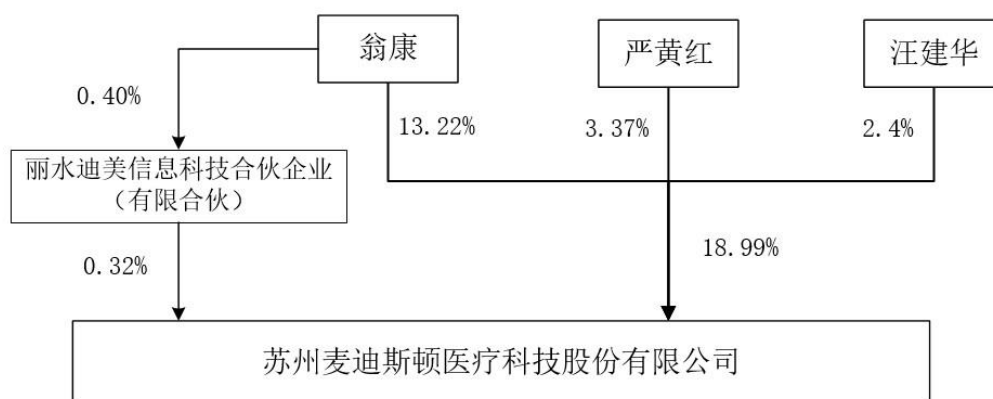 翁康
严黄红
汪建华
0.40%
13.22%
3.37%
2.4%
丽水迪美信息科技合伙企业
（有限合伙）
18.99%
0.32%
苏州麦迪斯顿医疗科技股份有限公司